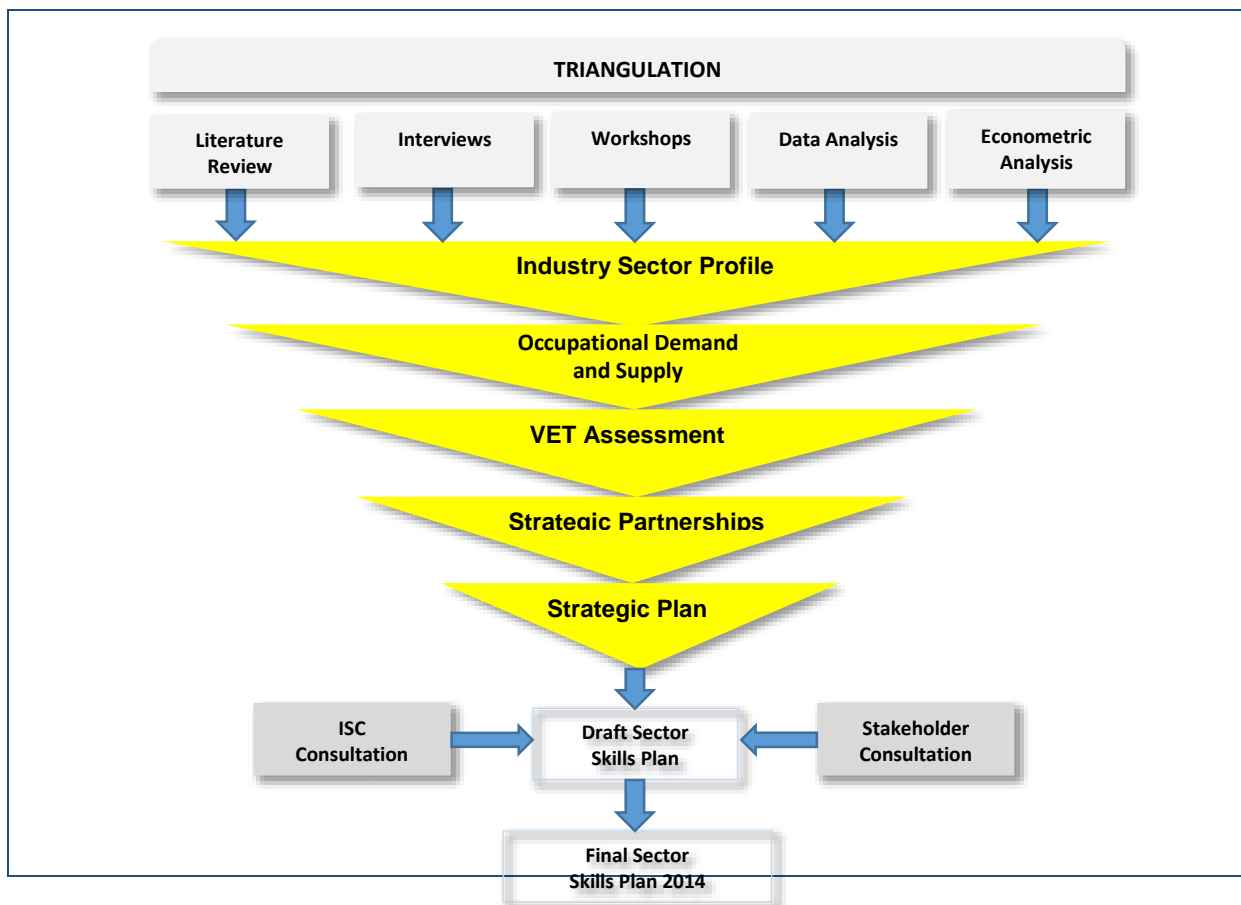 TRIANGULATION
Literature
Review
Interviews
Workshops
Data Analysis
Econometric
Analysis
Industry Sector Profile
Occupational Demand
and Supply
VET Assessment
Strategic Partnerships
Strategic Plan
ISC
Consultation
Draft Sector
Skills Plan
Stakeholder
Consultation
Final Sector
Skills Plan 2014